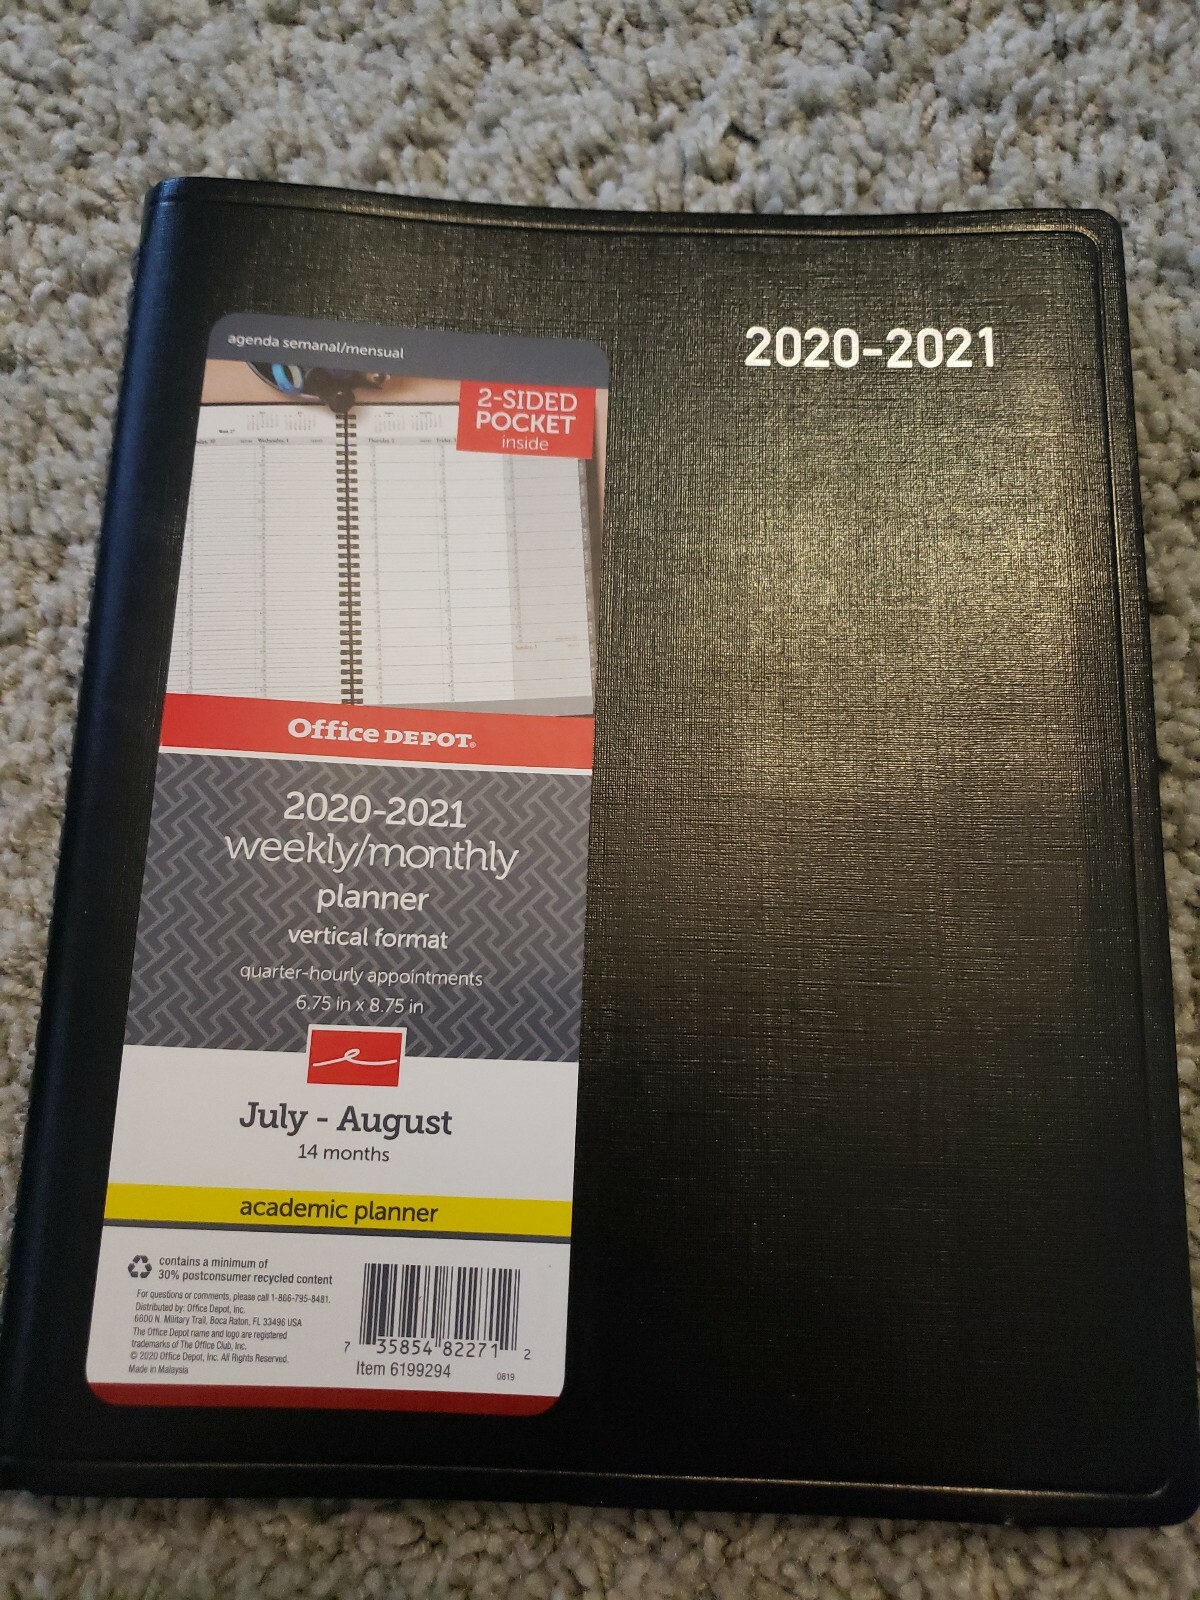 2020-2021
agenda semanal/mensual
2-SIDED
POCKET
inside
Office DEPOT®
2020-2021
weekly/monthly
planner
vertical format
quarter-hourly appointments
6.75 in x 8.75 in
July - August
14 months
academic planner
contains a minimum of
30% postconsumer recycled content
For questions or comments, please call 1-866-795-8481.
Distributed by: Office Depot, Inc.
6600 N. Military Trail, Boca Raton, FL 33496 USA
The Office Depot name and logo are registered
trademarks of The Office Club, Inc.
© 2020 Office Depot, Inc. All Rights Reserved.
Made in Malaysia
7 35854 82271 2
Item 6199294
0819